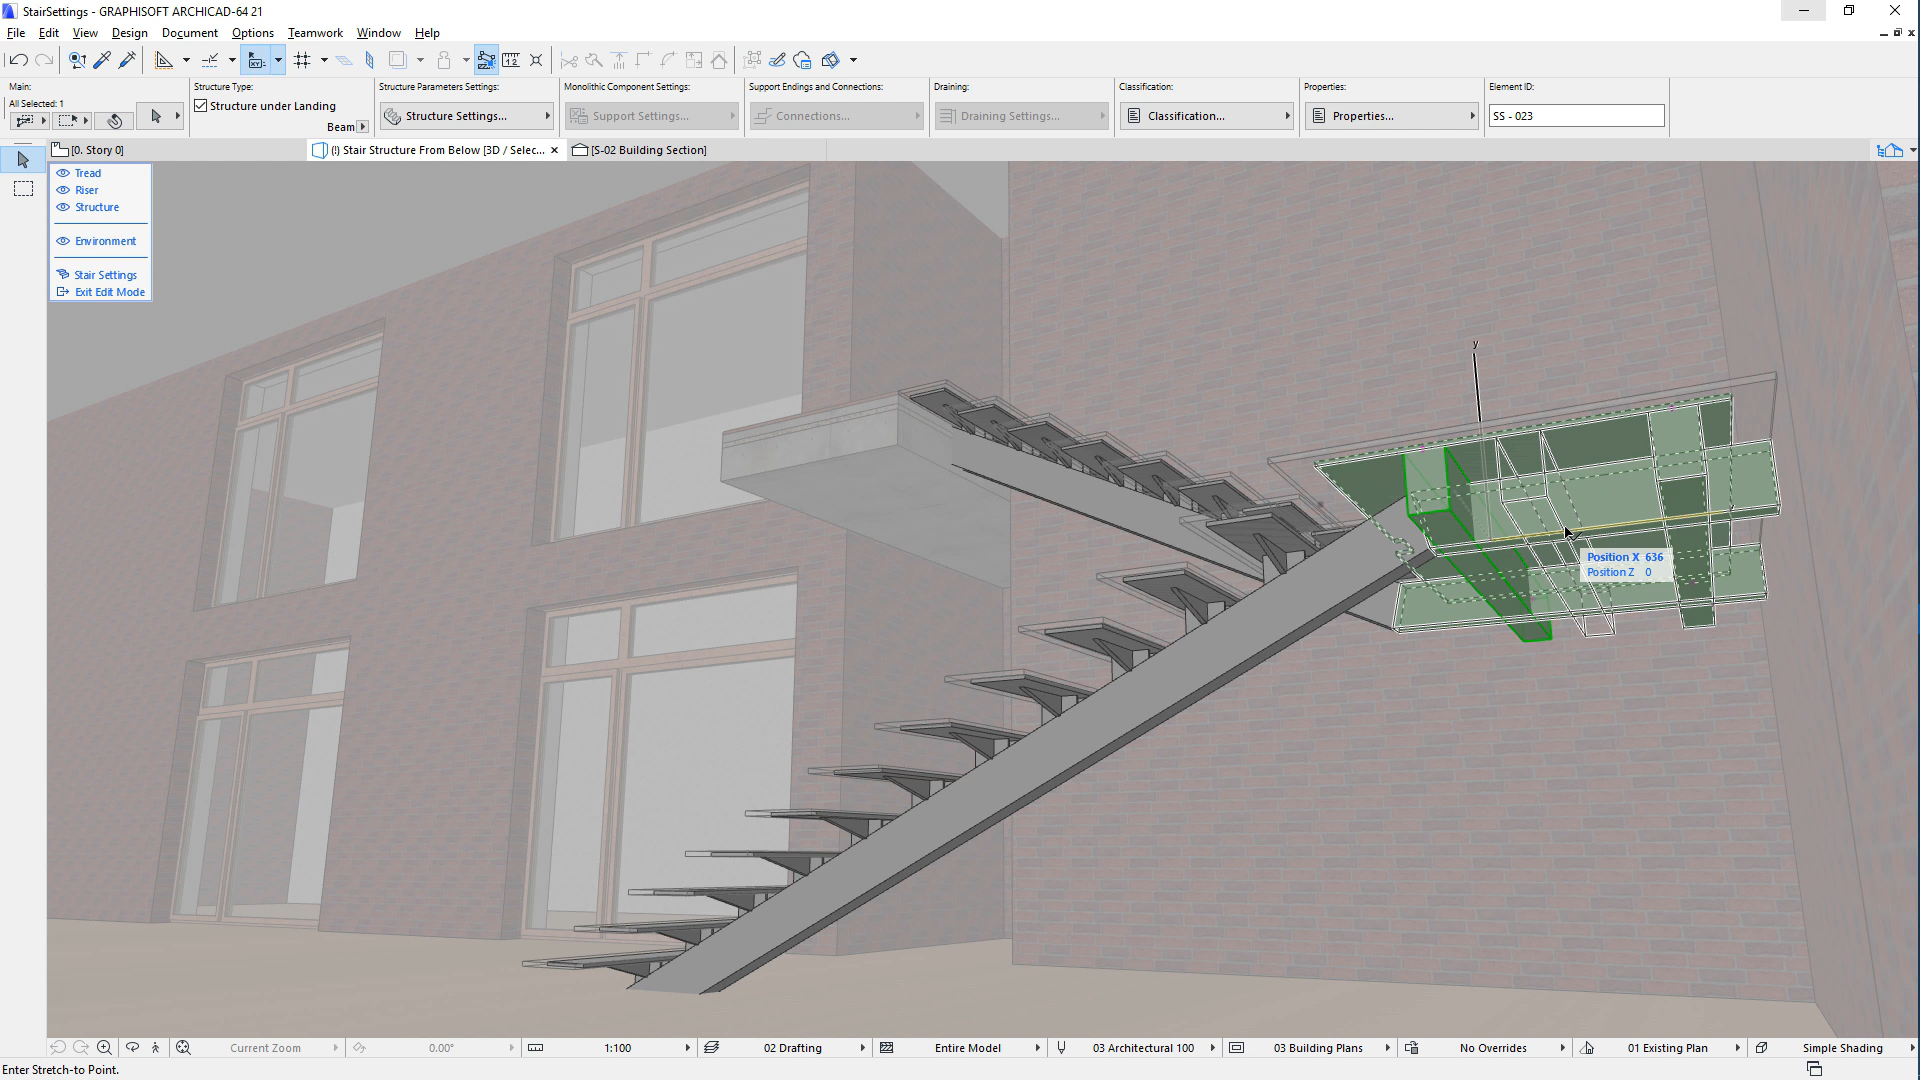 StairSettings - GRAPHISOFT ARCHICAD-64 21
File Edit View Design Document Options Teamwork Window Help
Main:
All Selected: 1
Structure Type:
Structure under Landing
Beam
Structure Parameters Settings:
Structure Settings...
Monolithic Component Settings:
Support Settings...
Support Endings and Connections:
Connections...
Draining:
Draining Settings...
Classification:
Classification...
Properties:
Properties...
Element ID:
SS - 023
[0. Story 0]
(!) Stair Structure From Below [3D / Selec...
[S-02 Building Section]
Tread
Riser
Structure
Environment
Stair Settings
Exit Edit Mode
y
Position X 636
Position Z 0
Current Zoom 0.00° 1:100 02 Drafting Entire Model 03 Architectural 100 03 Building Plans No Overrides 01 Existing Plan Simple Shading
Enter Stretch-to Point.